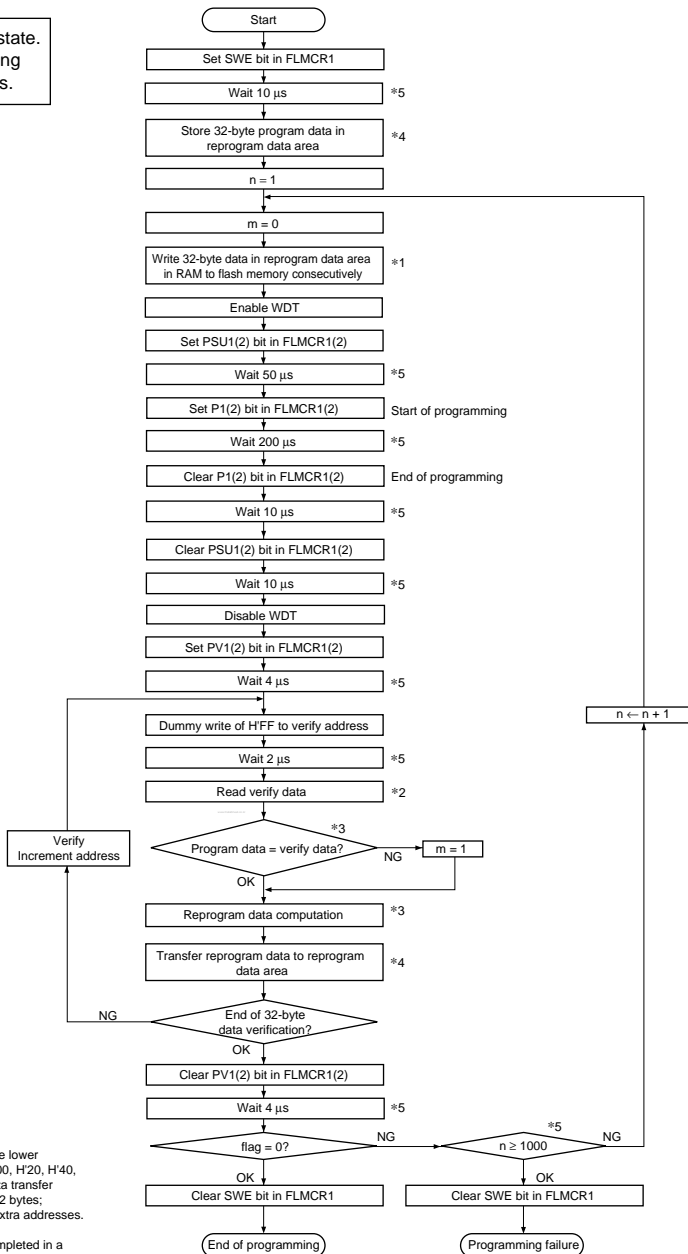 state.
ng
s.
Start
Set SWE bit in FLMCR1
Wait 10 µs
*5
Store 32-byte program data in
reprogram data area
*4
n = 1
m = 0
Write 32-byte data in reprogram data area
in RAM to flash memory consecutively
*1
Enable WDT
Set PSU1(2) bit in FLMCR1(2)
Wait 50 µs
*5
Set P1(2) bit in FLMCR1(2)
Start of programming
Wait 200 µs
*5
Clear P1(2) bit in FLMCR1(2)
End of programming
Wait 10 µs
*5
Clear PSU1(2) bit in FLMCR1(2)
Wait 10 µs
*5
Disable WDT
Set PV1(2) bit in FLMCR1(2)
Wait 4 µs
*5
n ← n + 1
Dummy write of H'FF to verify address
Wait 2 µs
*5
Read verify data
*2
*3
Program data = verify data?
NG
m = 1
Verify
Increment address
OK
Reprogram data computation
*3
Transfer reprogram data to reprogram
data area
*4
End of 32-byte
data verification?
NG
OK
Clear PV1(2) bit in FLMCR1(2)
Wait 4 µs
*5
flag = 0?
NG
*5
n ≥ 1000
NG
OK
OK
Clear SWE bit in FLMCR1
Clear SWE bit in FLMCR1
End of programming
Programming failure
e lower
00, H'20, H'40,
ta transfer
2 bytes;
xtra addresses.
mpleted in a